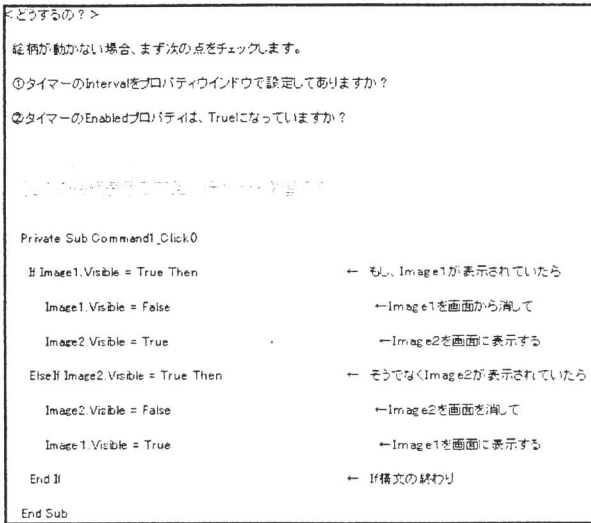 <どうするの？>
絵柄が動かない場合、まず次の点をチェックします。
①タイマーのIntervalをプロパティウインドウで設定してありますか？
②タイマーのEnabledプロパティは、Trueになっていますか？
Private Sub Command1_Click()
If Image1.Visible = True Then ← もし、Image1が表示されていたら
Image1.Visible = False ←Image1を画面から消して
Image2.Visible = True ←Image2を画面に表示する
ElseIf Image2.Visible = True Then ← そうでなくImage2が表示されていたら
Image2.Visible = False ←Image2を画面を消して
Image1.Visible = True ←Image1を画面に表示する
End If ← If構文の終わり
End Sub